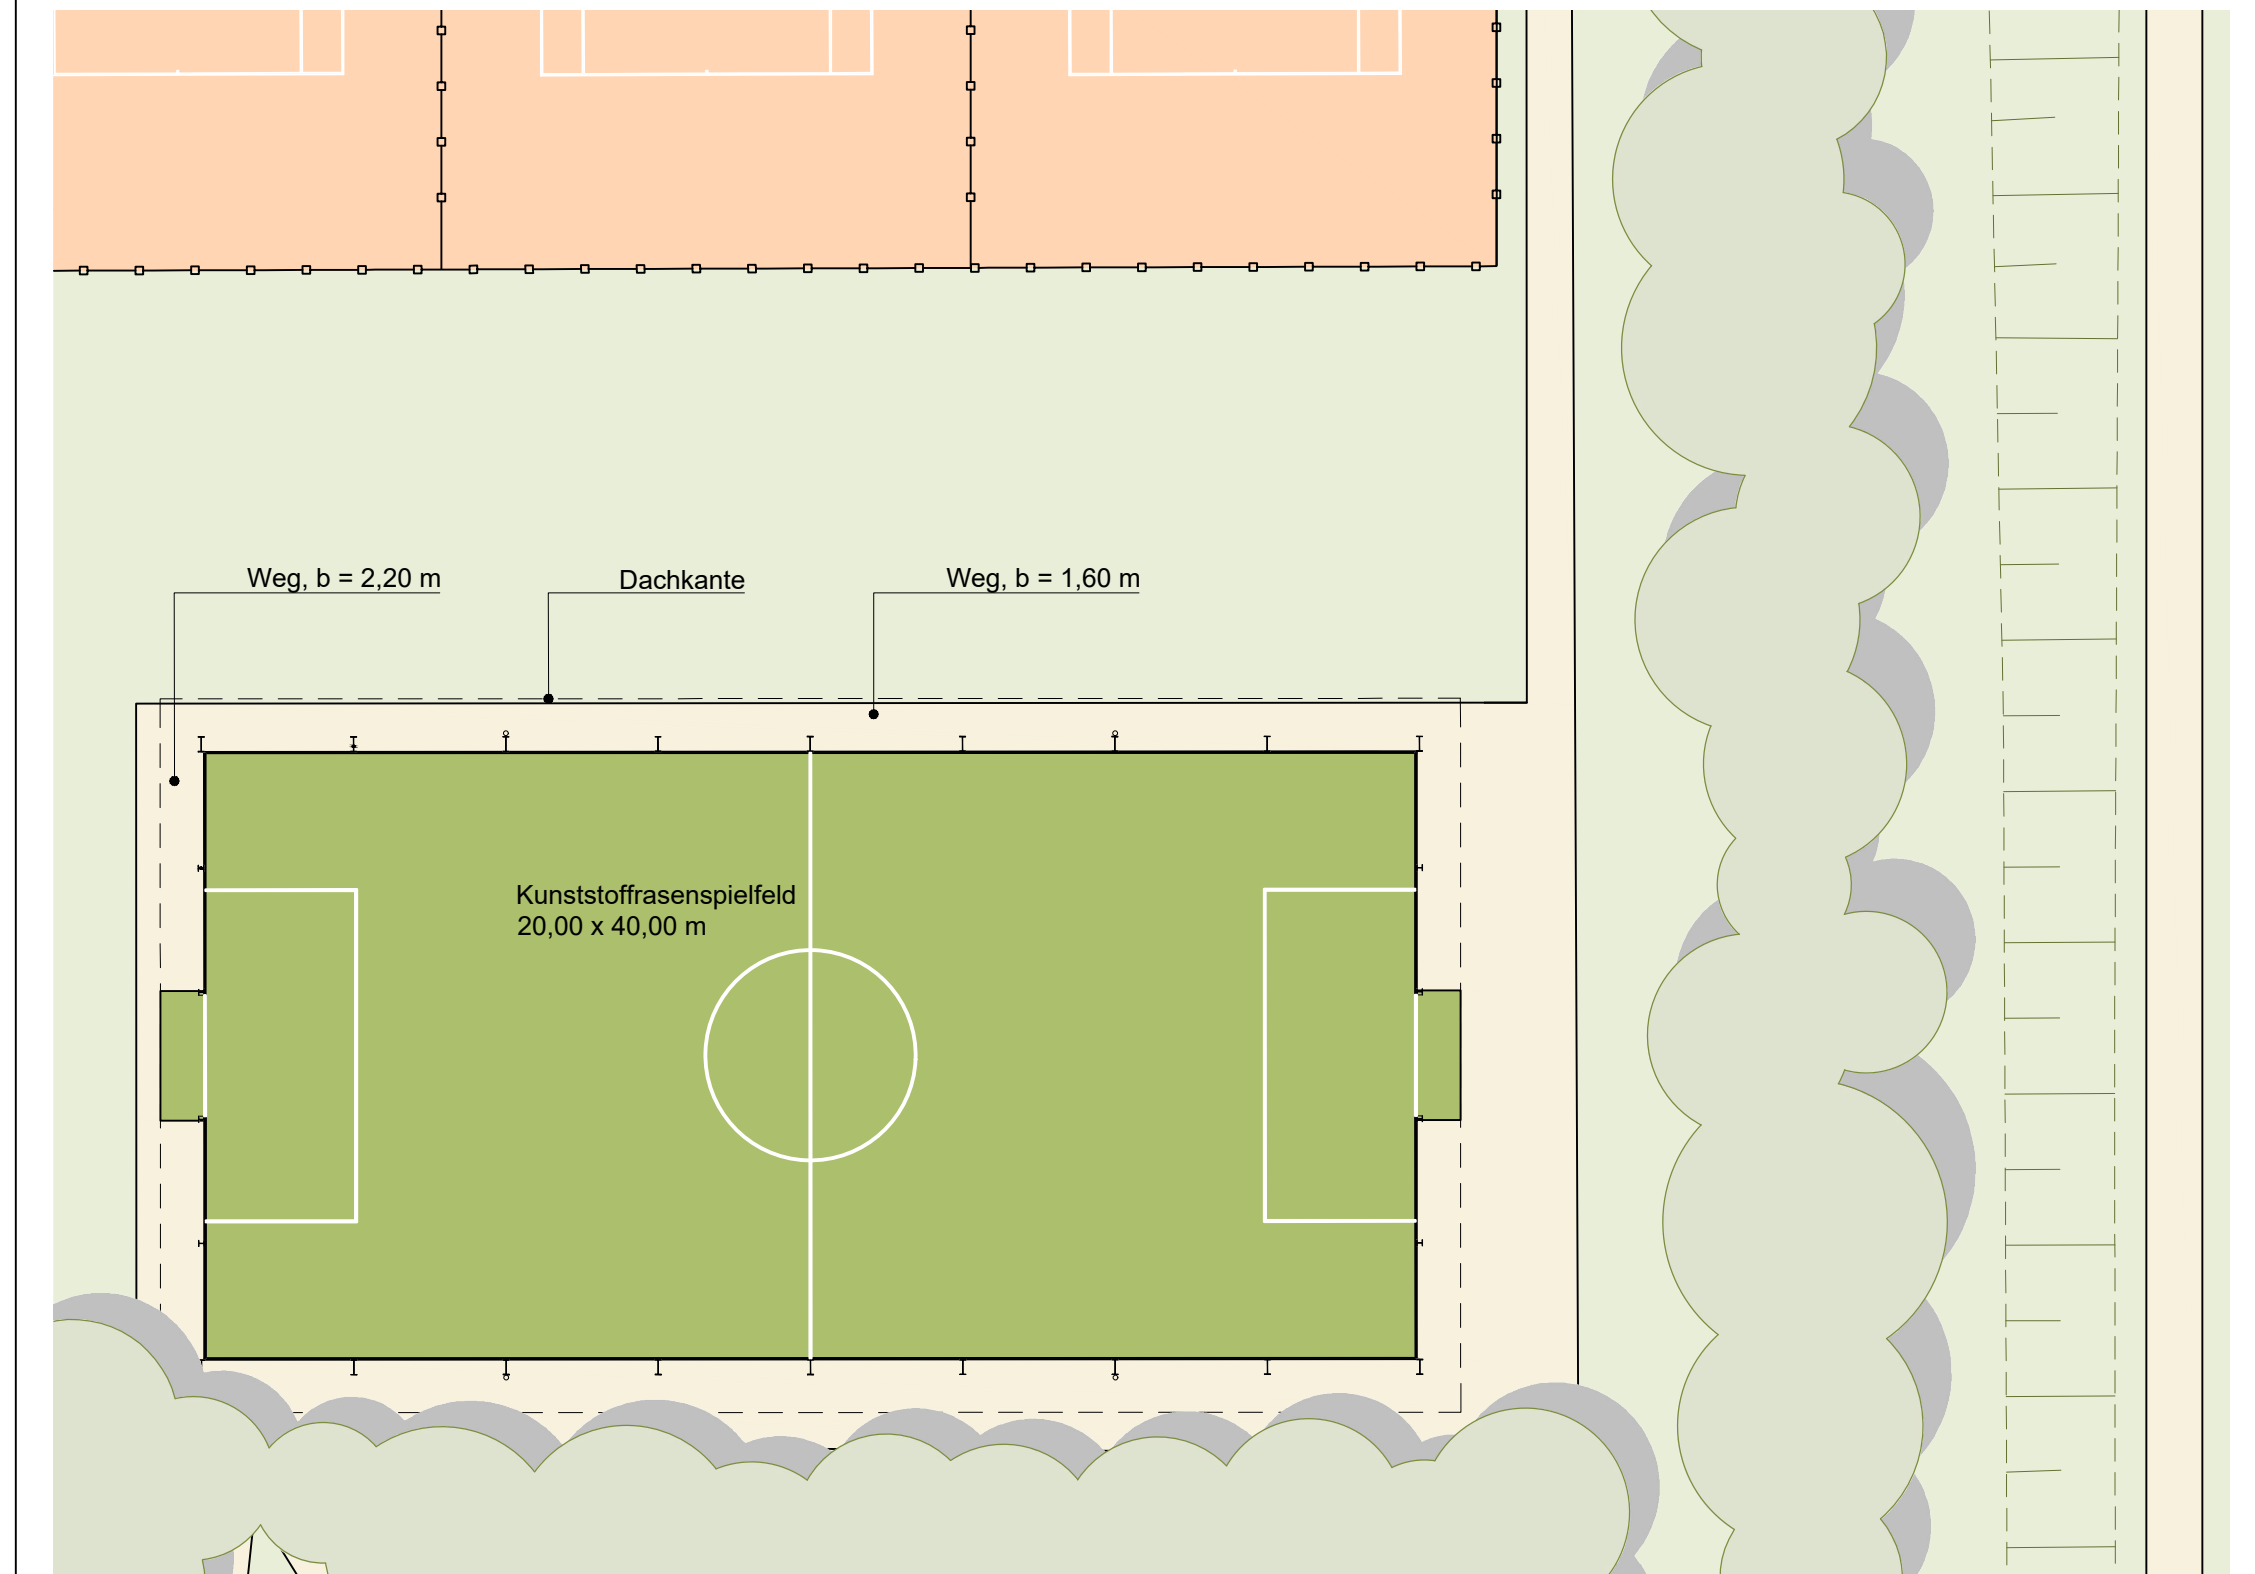 Weg, b = 2,20 m
Dachkante
Weg, b = 1,60 m
Kunststoffrasenspielfeld
20,00 x 40,00 m